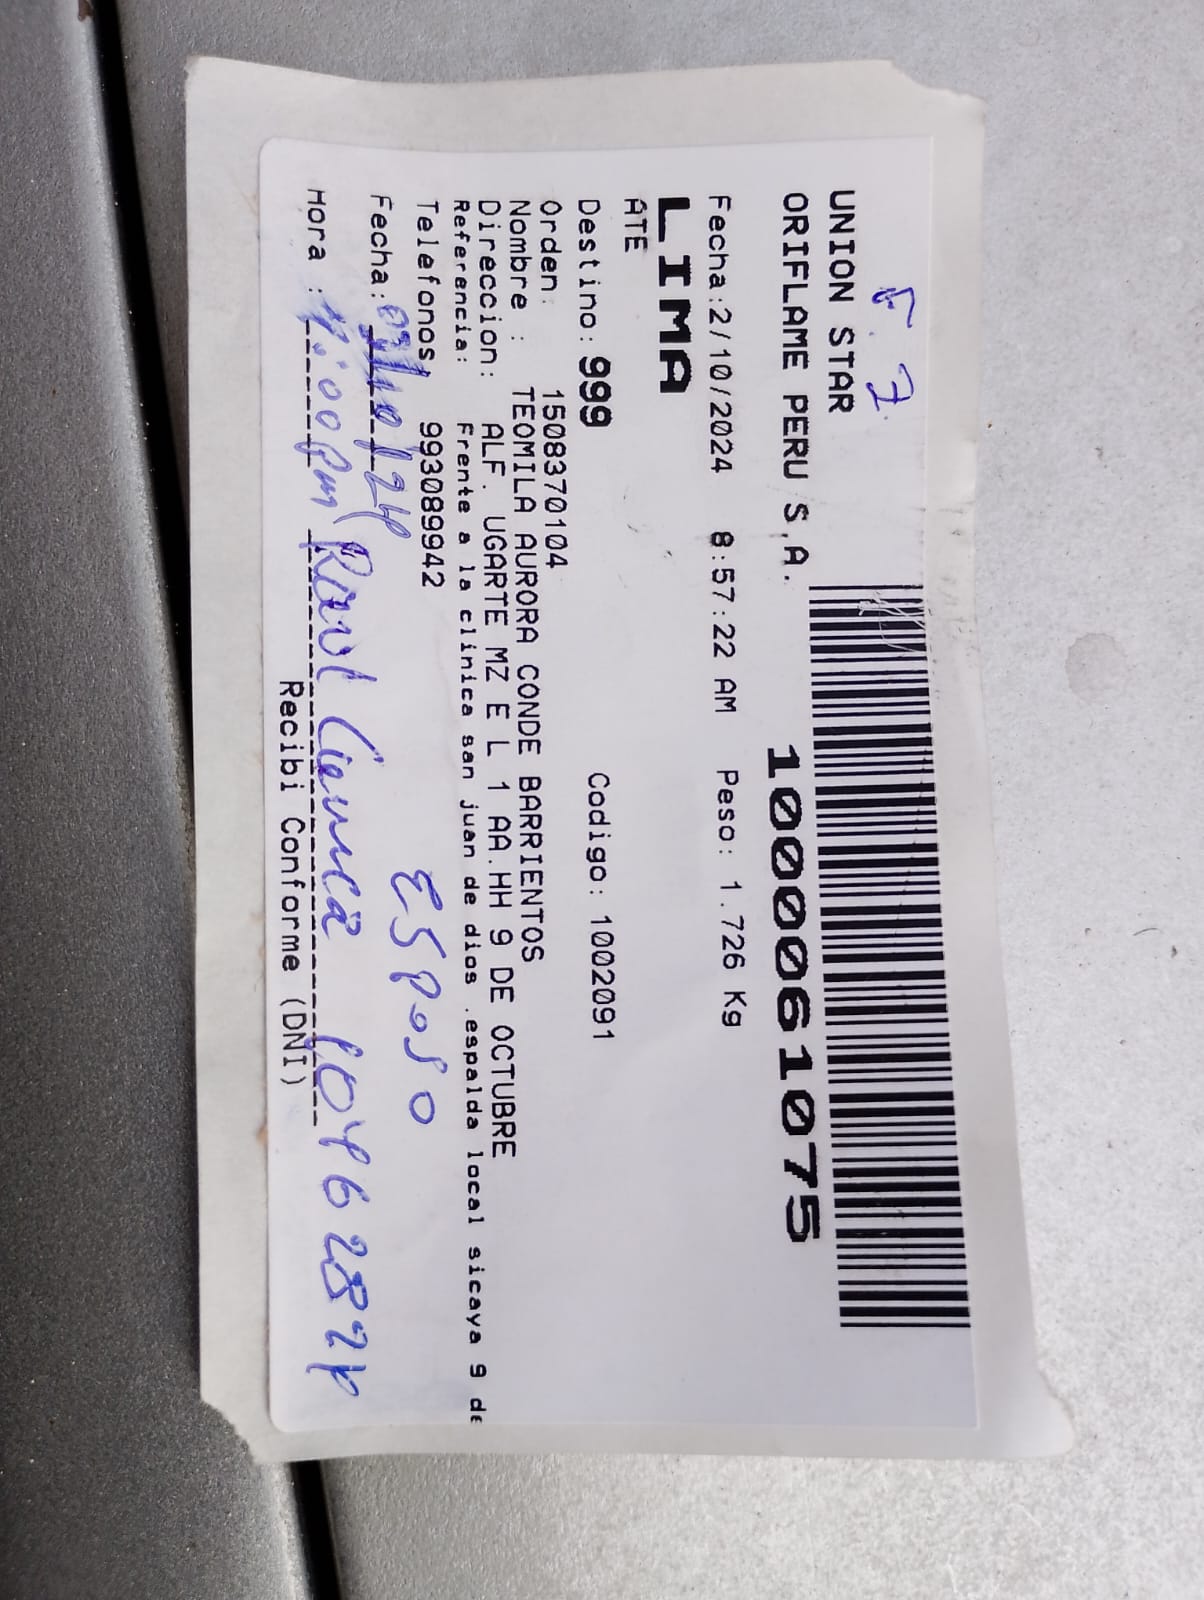 F. 7
UNION STAR
ORIFLAME PERU S.A.
1000061075
Fecha:2/10/2024 8:57:22 AM Peso: 1.726 Kg
LIMA
ATE
Destino: 999 Codigo: 1002091
Orden: 1508370104
Nombre : TEOMILA AURORA CONDE BARRIENTOS
Direccion: ALF. UGARTE MZ E L 1 AA.HH 9 DE OCTUBRE
Referencia: Frente a la clinica san juan de dios .espalda local sicaya 9 de
Telefonos 993089942
Esposo
Fecha: /10/24
Hora : :00 pm Raul 10462824
Recibi Conforme (DNI)